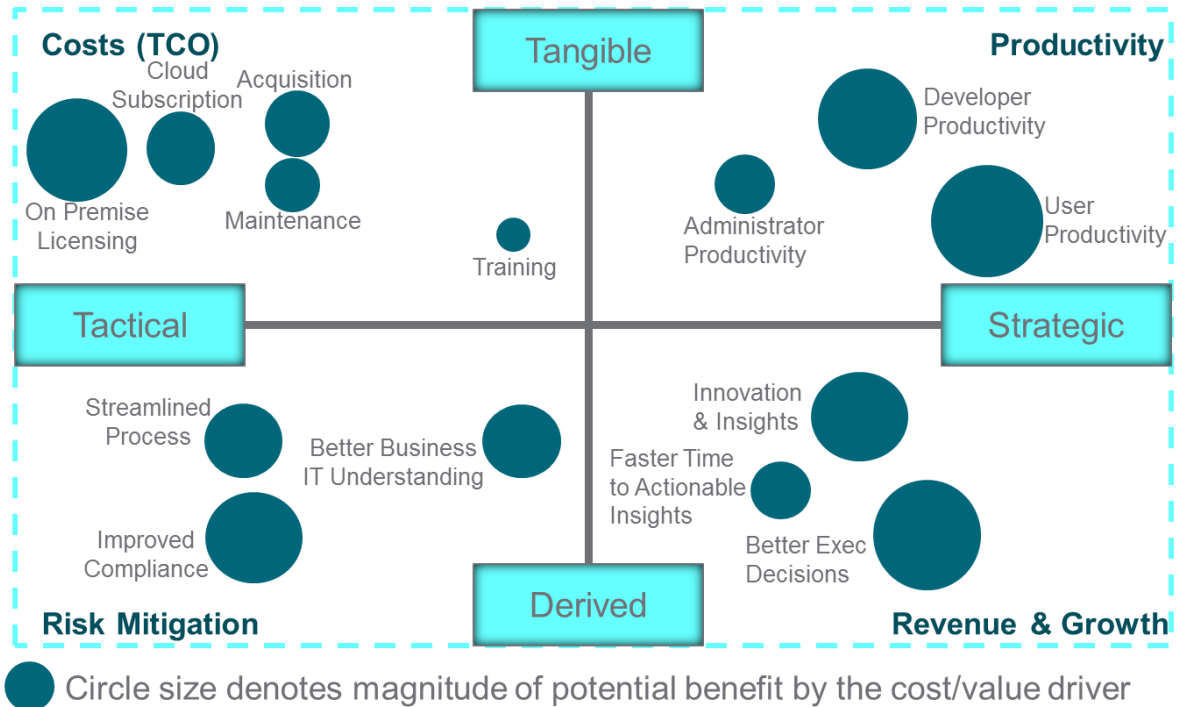 Costs (TCO)
Tangible
Productivity
Cloud
Subscription
Acquisition
On Premise
Licensing
Maintenance
Training
Developer
Productivity
Administrator
Productivity
User
Productivity
Tactical
Strategic
Streamlined
Process
Better Business
IT Understanding
Improved
Compliance
Innovation
& Insights
Faster Time
to Actionable
Insights
Better Exec
Decisions
Risk Mitigation
Derived
Revenue & Growth
Circle size denotes magnitude of potential benefit by the cost/value driver